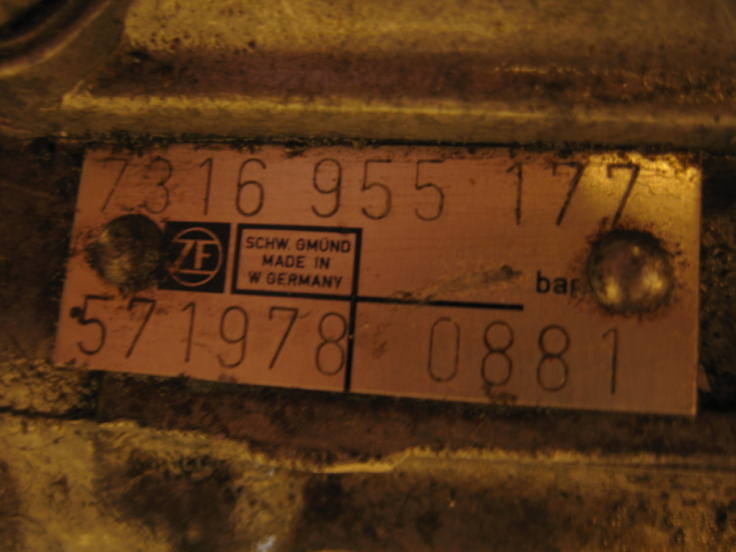 7316 955 177
ZF
SCHW. GMÜND
MADE IN
W. GERMANY
bar
571978 0881